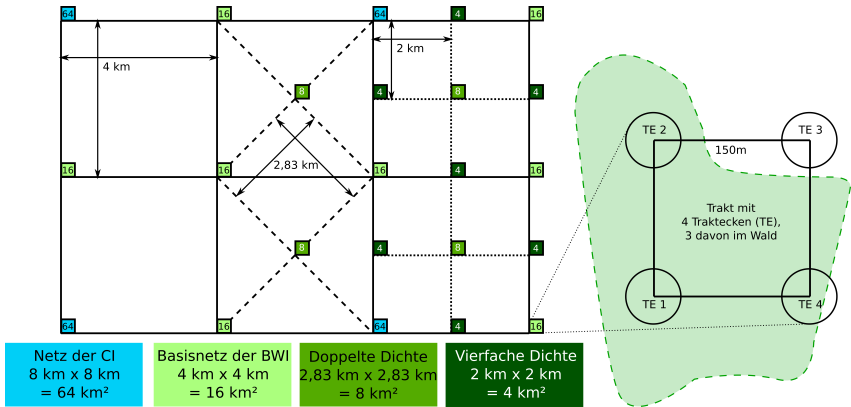 64 16 64 4 16
4 km
2 km
8 4 8 4
TE 2 TE 3
150m
16 16 2,83 km 16 4 16
Trakt mit
4 Traktecken (TE),
3 davon im Wald
8 4 8 4
TE 1 TE 4
64 16 64 4 16
Netz der CI
8 km x 8 km
= 64 km²
Basisnetz der BWI
4 km x 4 km
= 16 km²
Doppelte Dichte
2,83 km x 2,83 km
= 8 km²
Vierfache Dichte
2 km x 2 km
= 4 km²